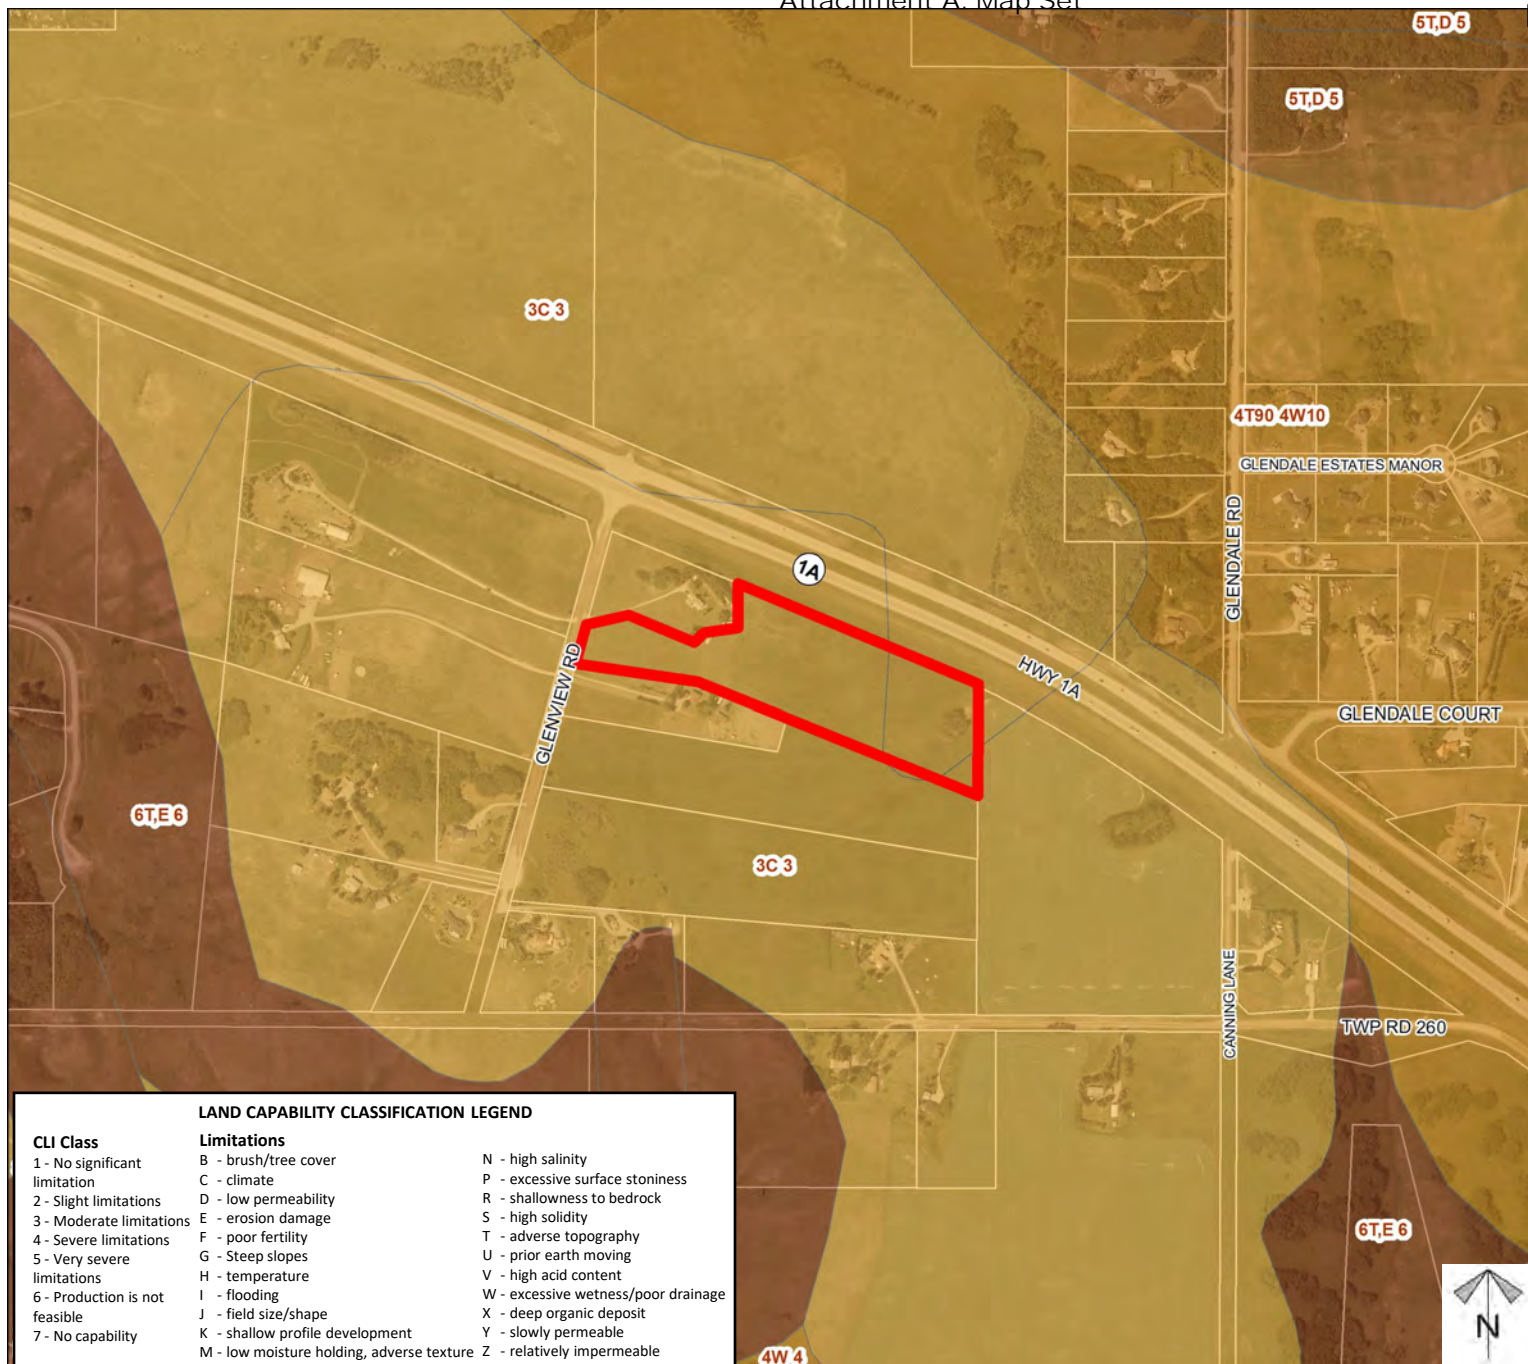 Attachment A: Map Set
5T,D 5
5T,D 5
3C 3
4T90 4W10
GLENDALE ESTATES MANOR
GLENDALE RD
1A
HWY 1A
GLENVIEW RD
GLENDALE COURT
6T,E 6
3C 3
CANNING LANE
TWP RD 260
6T,E 6
4W 4
N
LAND CAPABILITY CLASSIFICATION LEGEND
CLI Class
1 - No significant
limitation
2 - Slight limitations
3 - Moderate limitations
4 - Severe limitations
5 - Very severe
limitations
6 - Production is not
feasible
7 - No capability
Limitations
B - brush/tree cover
C - climate
D - low permeability
E - erosion damage
F - poor fertility
G - Steep slopes
H - temperature
I - flooding
J - field size/shape
K - shallow profile development
M - low moisture holding, adverse texture
N - high salinity
P - excessive surface stoniness
R - shallowness to bedrock
S - high solidity
T - adverse topography
U - prior earth moving
V - high acid content
W - excessive wetness/poor drainage
X - deep organic deposit
Y - slowly permeable
Z - relatively impermeable